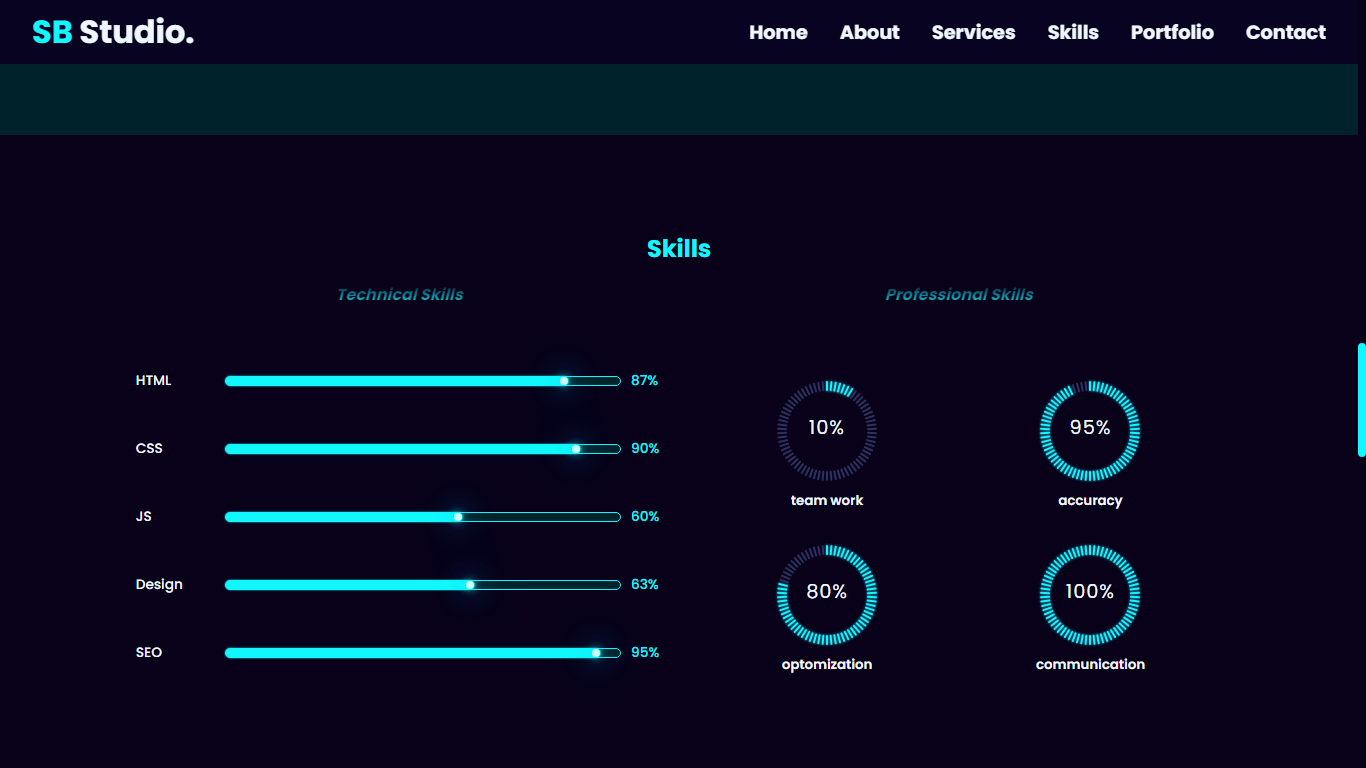 SB Studio.
Home About Services Skills Portfolio Contact
Skills
Technical Skills
HTML 87%
CSS 90%
JS 60%
Design 63%
SEO 95%
Professional Skills
10% 95%
team work accuracy
80% 100%
optomization communication